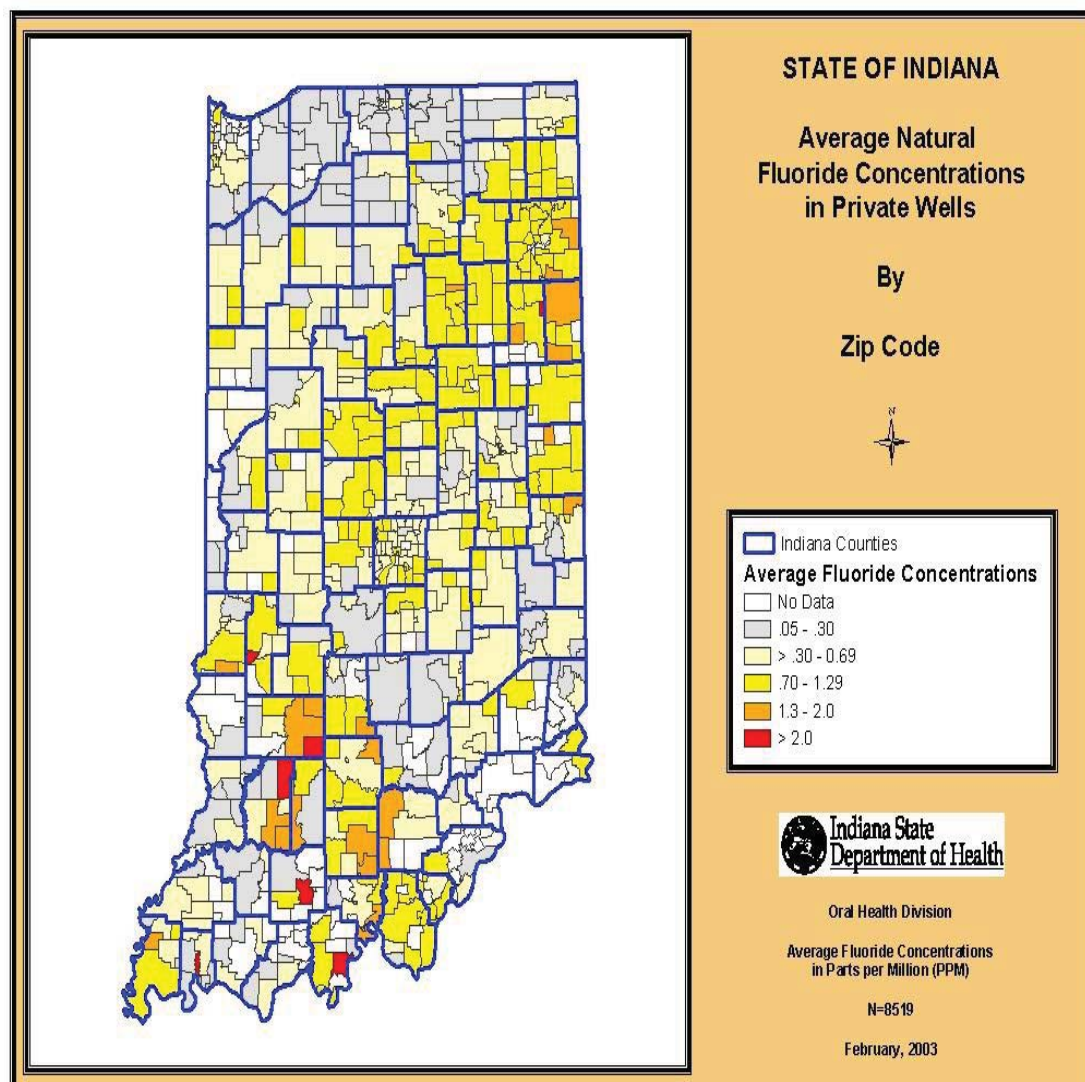 STATE OF INDIANA
Average Natural
Fluoride Concentrations
in Private Wells
By
Zip Code
N
Indiana Counties
Average Fluoride Concentrations
No Data
.05 - .30
> .30 - 0.69
.70 - 1.29
1.3 - 2.0
> 2.0
Indiana State
Department of Health
Oral Health Division
Average Fluoride Concentrations
in Parts per Million (PPM)
N=8519
February, 2003